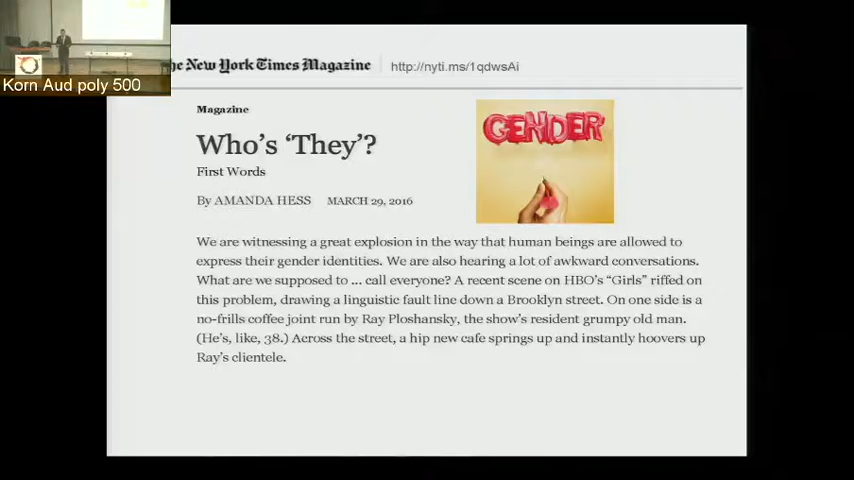 he New York Times Magazine
http://nyti.ms/1qdwsAi
Korn Aud poly 500
Magazine
Who's 'They'?
First Words
By AMANDA HESS MARCH 29, 2016
GENDER
We are witnessing a great explosion in the way that human beings are allowed to
express their gender identities. We are also hearing a lot of awkward conversations.
What are we supposed to ... call everyone? A recent scene on HBO's "Girls" riffed on
this problem, drawing a linguistic fault line down a Brooklyn street. On one side is a
no-frills coffee joint run by Ray Ploshansky, the show's resident grumpy old man.
(He's, like, 38.) Across the street, a hip new cafe springs up and instantly hoovers up
Ray's clientele.